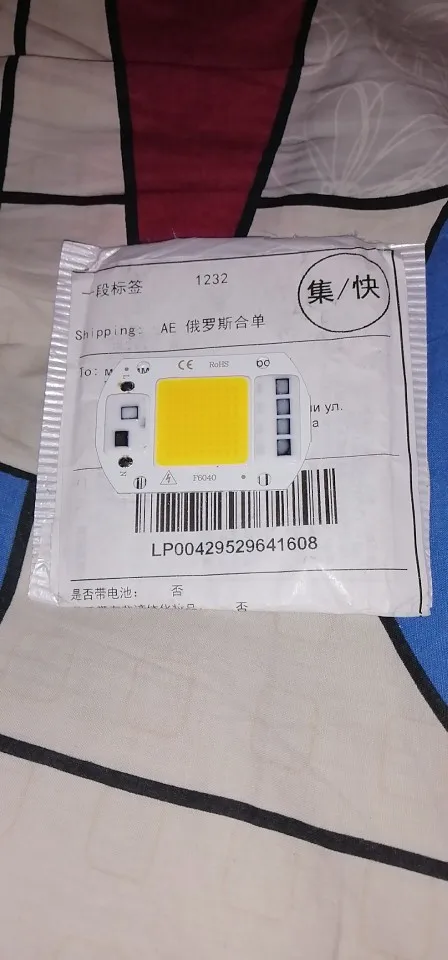 一段标签
1232
集/快
Shipping: AE 俄罗斯合单
To:
CE RoHS
ул.
L
N
F6040
LP00429529641608
是否带电池: 否
否